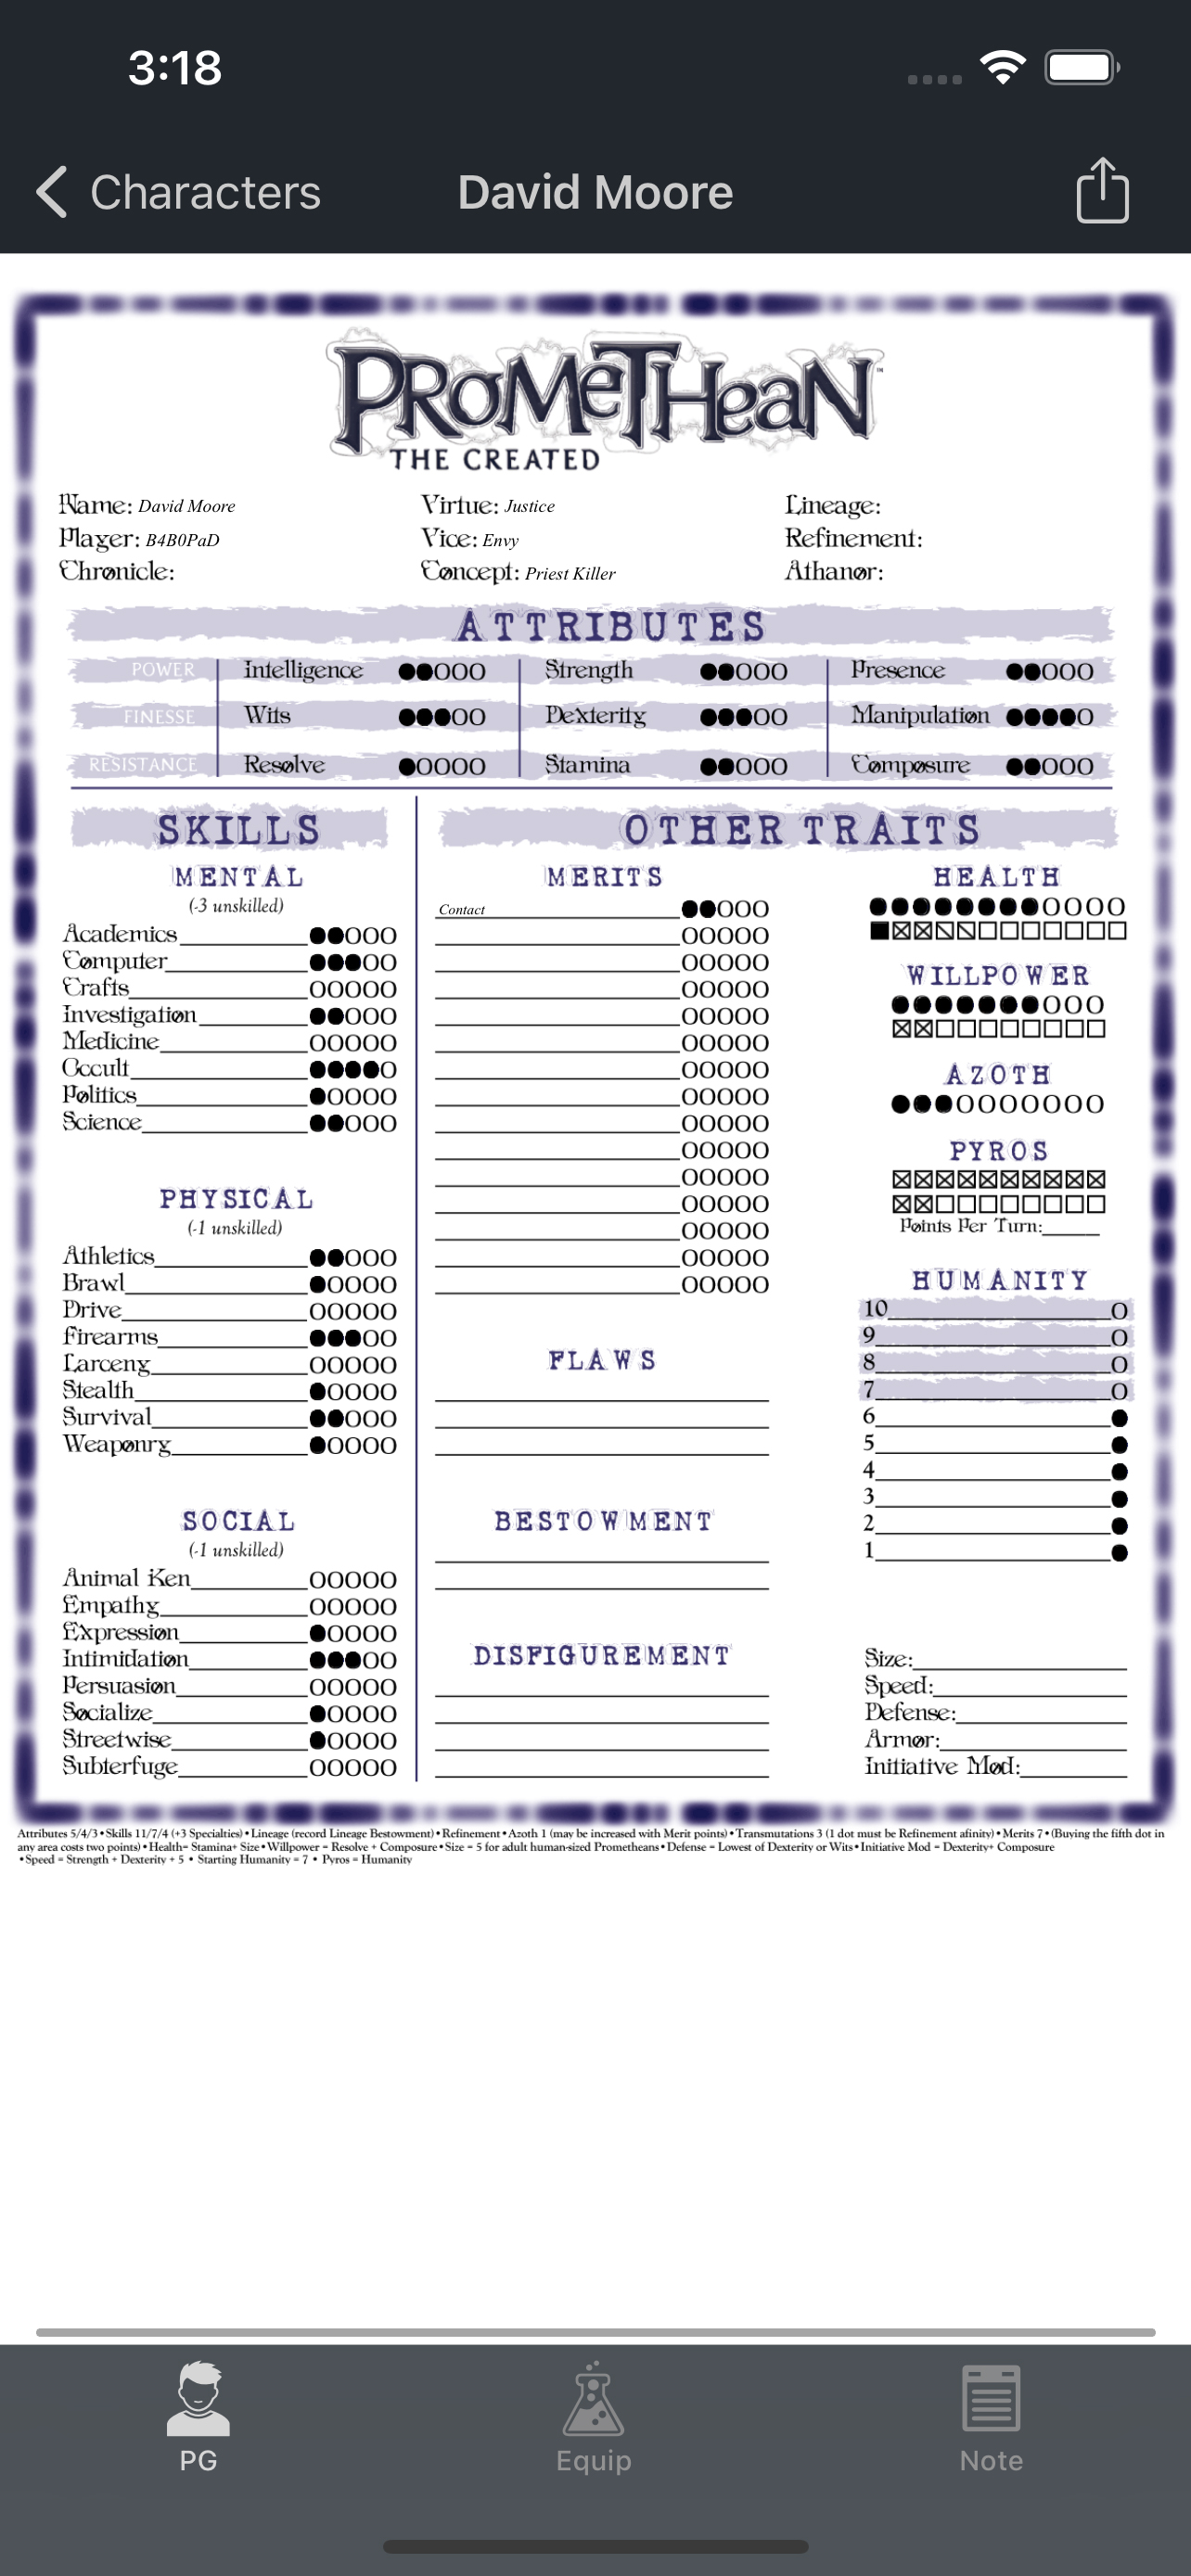 3:18
Characters
David Moore
PROMETHEAN™
THE CREATED
Name: David Moore
Virtue: Justice
Lineage:
Player: B4B0PaD
Vice: Envy
Refinement:
Chronicle:
Concept: Priest Killer
Athanor:
ATTRIBUTES
POWER Intelligence Strength Presence
FINESSE Wits Dexterity Manipulation
RESISTANCE Resolve Stamina Composure
SKILLS
MENTAL
(-3 unskilled)
Academics
Computer
Crafts
Investigation
Medicine
Occult
Politics
Science
PHYSICAL
(-1 unskilled)
Athletics
Brawl
Drive
Firearms
Larceny
Stealth
Survival
Weaponry
SOCIAL
(-1 unskilled)
Animal Ken
Empathy
Expression
Intimidation
Persuasion
Socialize
Streetwise
Subterfuge
OTHER TRAITS
MERITS
Contact
FLAWS
BESTOWMENT
DISFIGUREMENT
HEALTH
WILLPOWER
AZOTH
PYROS
Points Per Turn:
HUMANITY
10
9
8
7
6
5
4
3
2
1
Size:
Speed:
Defense:
Armor:
Initiative Mod:
Attributes 5/4/3 • Skills 11/7/4 (+3 Specialties) • Lineage (record Lineage Bestowment) • Refinement • Azoth 1 (may be increased with Merit points) • Transmutations 3 (1 dot must be Refinement afinity) • Merits 7 • (Buying the fifth dot in
any area costs two points) • Health= Stamina+ Size • Willpower = Resolve + Composure • Size = 5 for adult human-sized Prometheans • Defense = Lowest of Dexterity or Wits • Initiative Mod = Dexterity+ Composure
• Speed = Strength + Dexterity + 5 • Starting Humanity = 7 • Pyros = Humanity
PG
Equip
Note